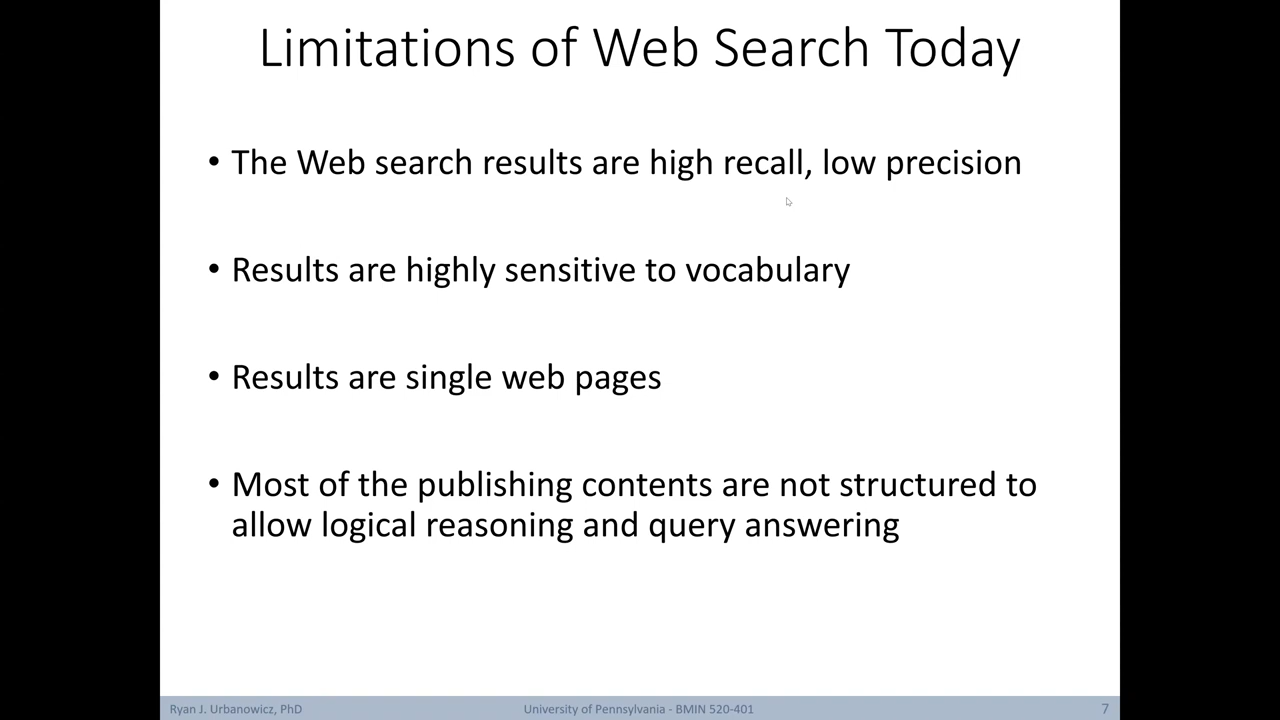 Limitations of Web Search Today
• The Web search results are high recall, low precision
• Results are highly sensitive to vocabulary
• Results are single web pages
• Most of the publishing contents are not structured to
allow logical reasoning and query answering
Ryan J. Urbanowicz, PhD
University of Pennsylvania - BMIN 520-401
7